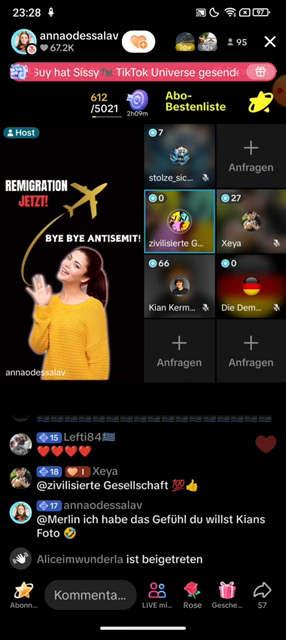 23:28
97
annaodessalav
67.2K
95
Guy hat Sissy TikTok Universe gesende
612
/5021
2h09m
Abo-
Bestenliste
Host
REMIGRATION
JETZT!
BYE BYE ANTISEMIT!
annaodessalav
7
stolze_sic...
Anfragen
0
zivilisierte G...
27
Xeya
66
Kian Kerm...
0
Die Dem...
Anfragen
Anfragen
15 Lefti84
18 1 Xeya
@zivilisierte Gesellschaft 💯👍
17 annaodessalav
@Merlin ich habe das Gefühl du willst Kians
Foto 🤣
Aliceimwunderla ist beigetreten
Abonn...
Kommenta...
LIVE mi...
Rose
Gesche...
57